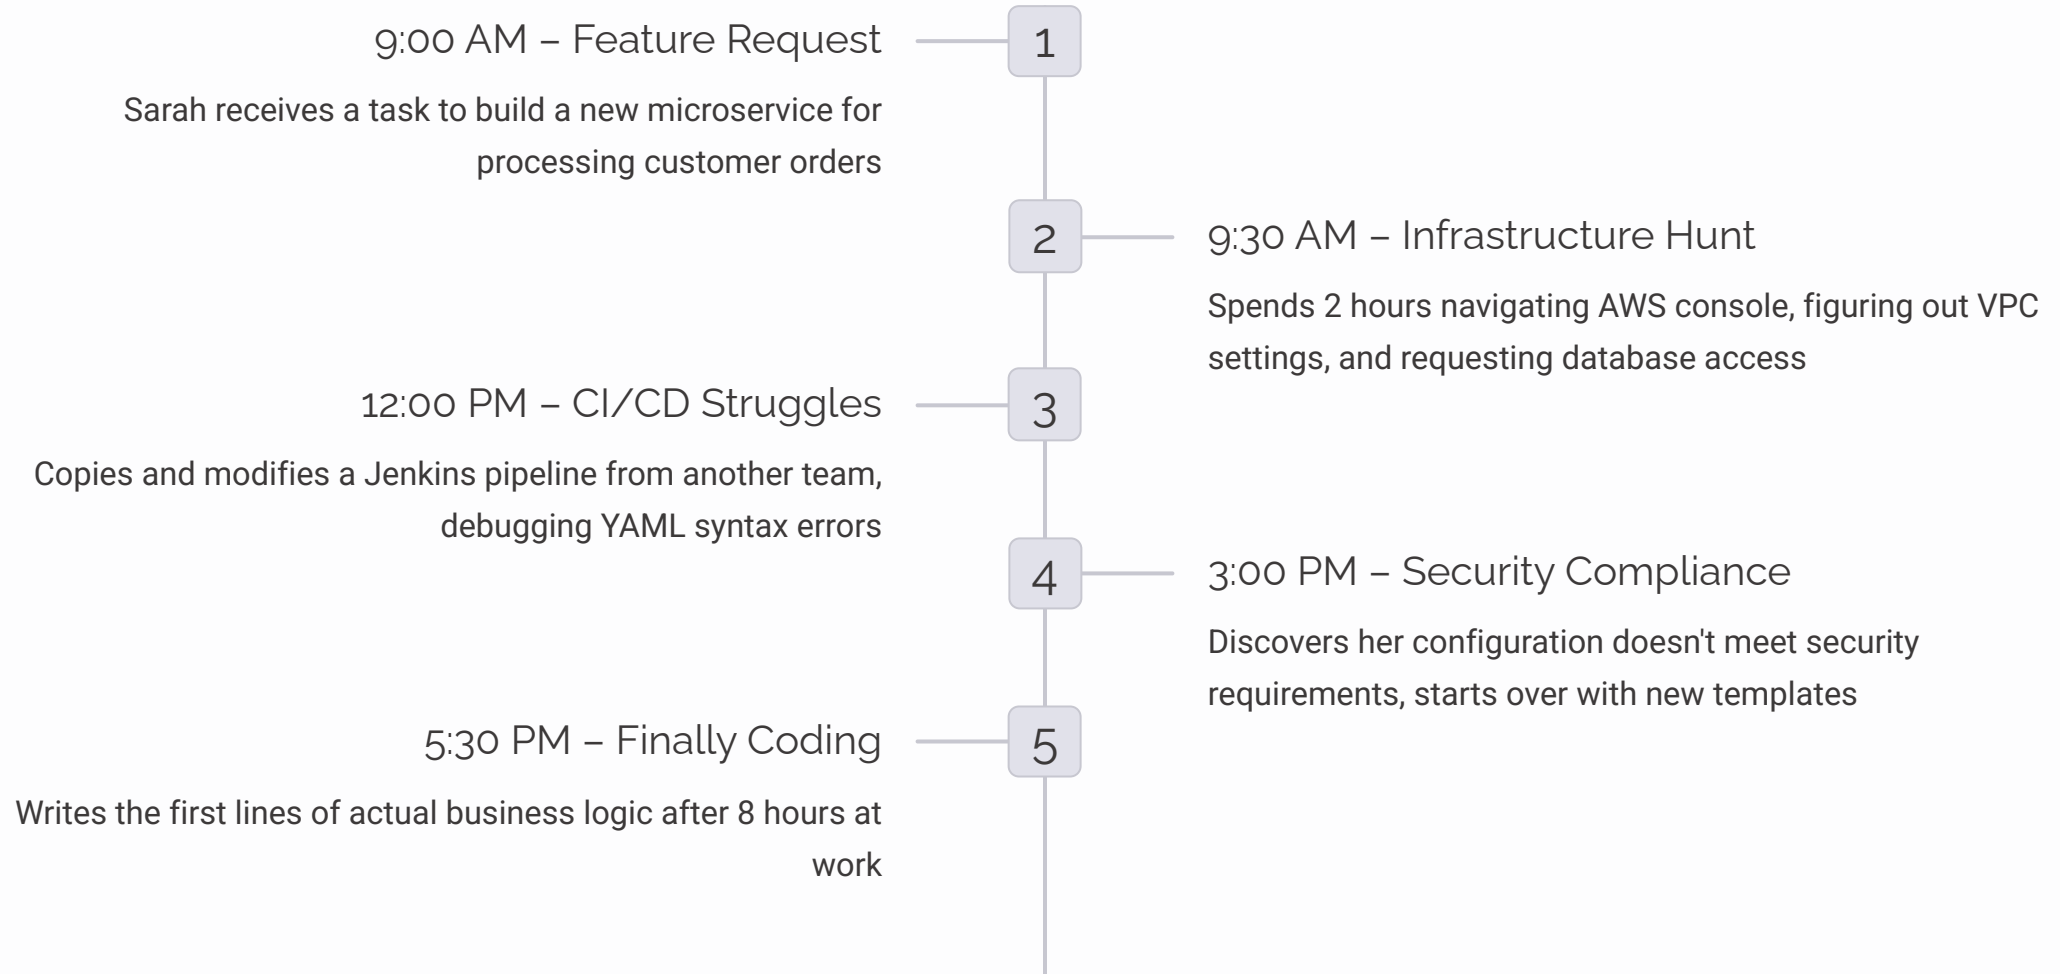 9:00 AM – Feature Request
1
Sarah receives a task to build a new microservice for
processing customer orders
2
9:30 AM – Infrastructure Hunt
Spends 2 hours navigating AWS console, figuring out VPC
settings, and requesting database access
12:00 PM – CI/CD Struggles
3
Copies and modifies a Jenkins pipeline from another team,
debugging YAML syntax errors
4
3:00 PM – Security Compliance
Discovers her configuration doesn't meet security
requirements, starts over with new templates
5:30 PM – Finally Coding
5
Writes the first lines of actual business logic after 8 hours at
work